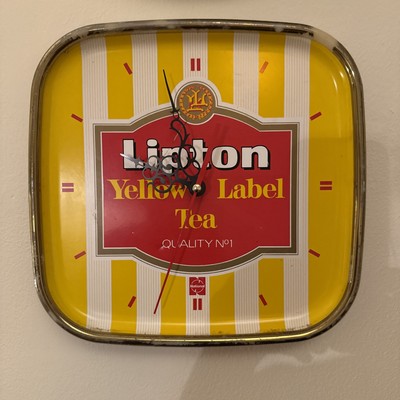 Lipton
Yellow Label
Tea
QUALITY Nº1